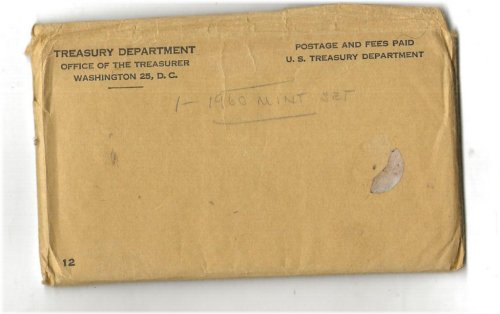 TREASURY DEPARTMENT
OFFICE OF THE TREASURER
WASHINGTON 25, D. C.
POSTAGE AND FEES PAID
U. S. TREASURY DEPARTMENT
1- 1960 MINT SET
12